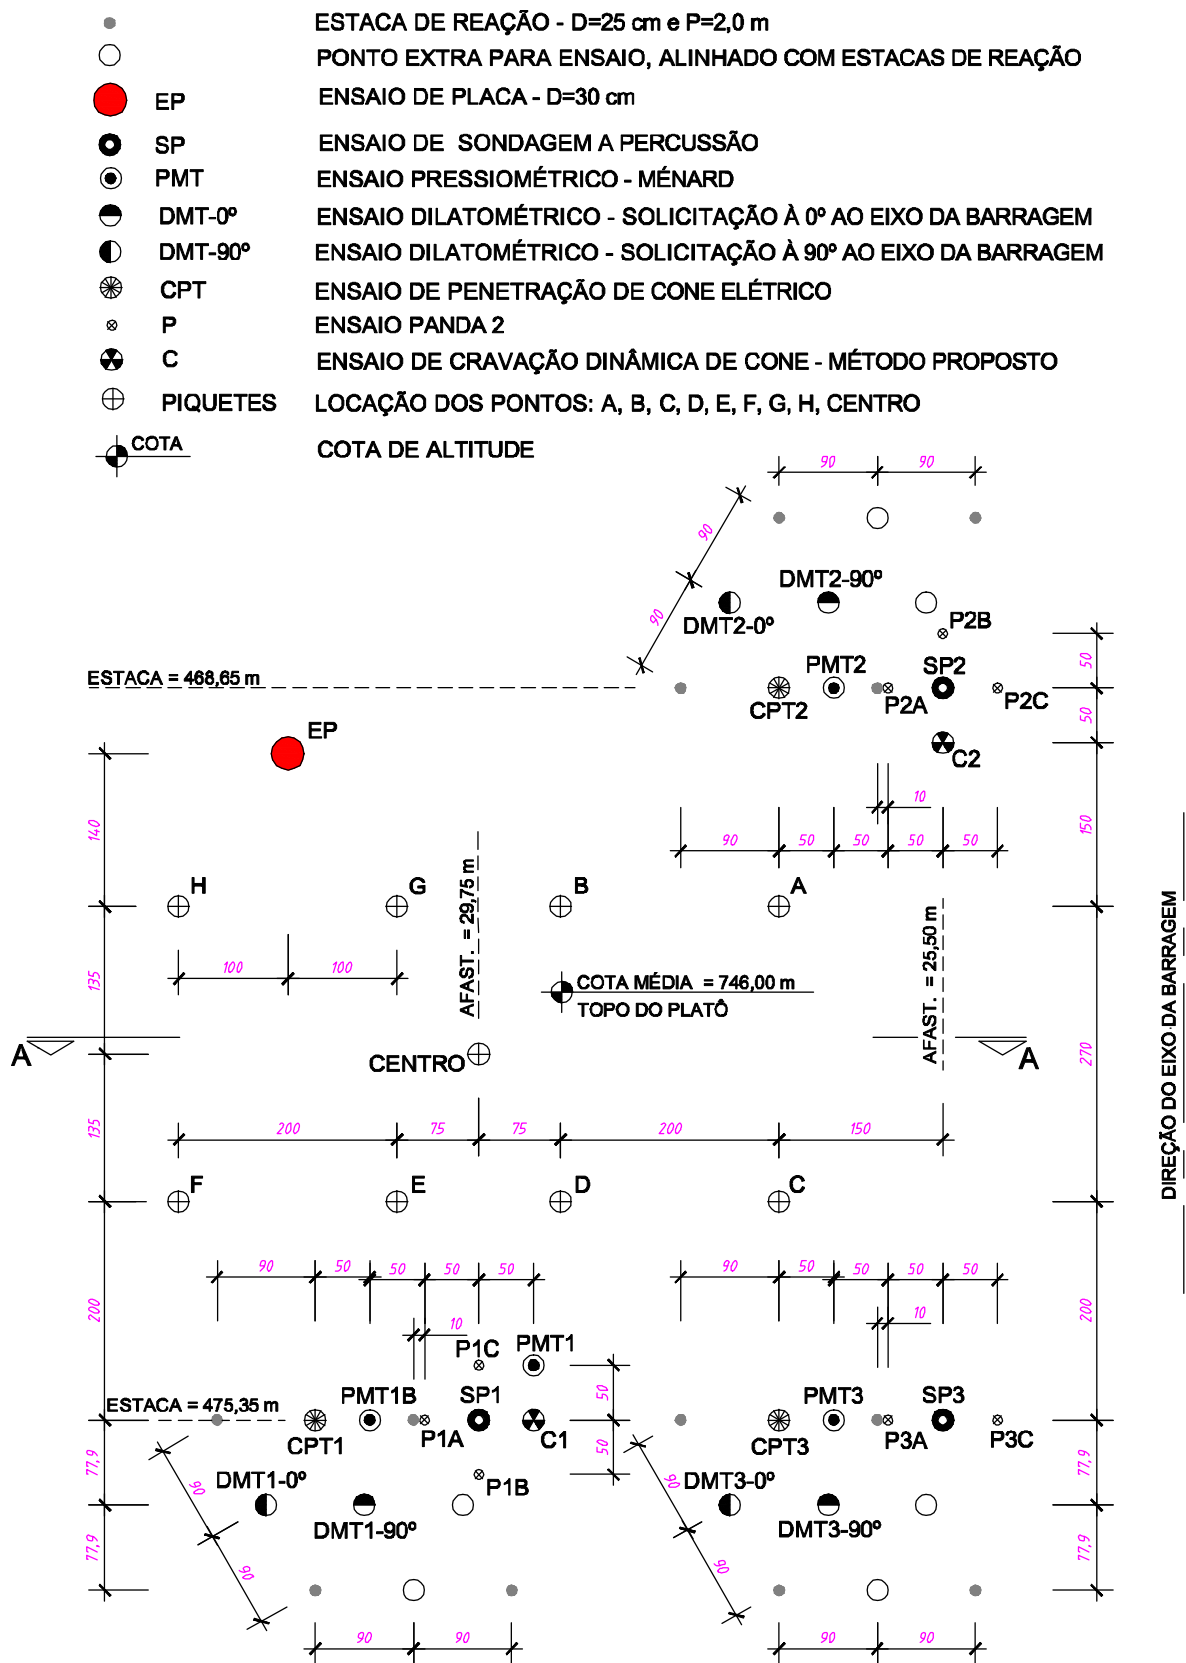 ESTACA DE REAÇÃO - D=25 cm e P=2,0 m
PONTO EXTRA PARA ENSAIO, ALINHADO COM ESTACAS DE REAÇÃO
EP ENSAIO DE PLACA - D=30 cm
SP ENSAIO DE SONDAGEM A PERCUSSÃO
PMT ENSAIO PRESSIOMÉTRICO - MÉNARD
DMT-0º ENSAIO DILATOMÉTRICO - SOLICITAÇÃO À 0º AO EIXO DA BARRAGEM
DMT-90º ENSAIO DILATOMÉTRICO - SOLICITAÇÃO À 90º AO EIXO DA BARRAGEM
CPT ENSAIO DE PENETRAÇÃO DE CONE ELÉTRICO
P ENSAIO PANDA 2
C ENSAIO DE CRAVAÇÃO DINÂMICA DE CONE - MÉTODO PROPOSTO
PIQUETES LOCAÇÃO DOS PONTOS: A, B, C, D, E, F, G, H, CENTRO
COTA COTA DE ALTITUDE
90 90
90
90
DMT2-90º
DMT2-0º
P2B
50
ESTACA = 468,65 m
PMT2 SP2
CPT2 P2A P2C
50
EP
C2
10
140
90 50 50 50 50
150
H G B A
AFAST. = 29,75 m
AFAST. = 25,50 m
DIREÇÃO DO EIXO DA BARRAGEM
100 100
135
COTA MÉDIA = 746,00 m
TOPO DO PLATÔ
A A
CENTRO
270
135
200 75 75 200 150
F E D C
90 50 50 50 50
90 50 50 50 50
200
200
10
10
P1C PMT1
50
ESTACA = 475,35 m
PMT1B SP1
PMT3 SP3
CPT1 P1A C1
CPT3 P3A P3C
50
77,9
77,9
DMT1-0º P1B
DMT3-0º
90
90
DMT1-90º
DMT3-90º
77,9
77,9
90
90
90 90
90 90